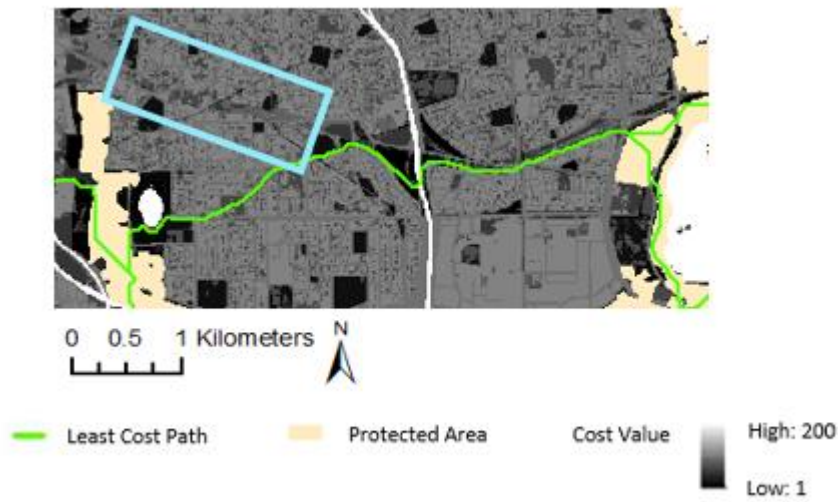 0 0.5 1 Kilometers
N
Least Cost Path
Protected Area
Cost Value
High: 200
Low: 1